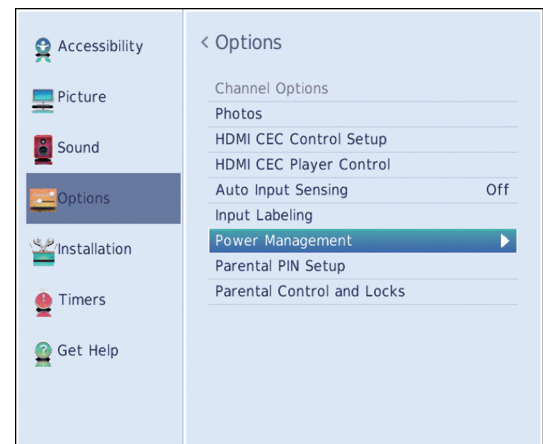 Accessibility
Picture
Sound
Options
Installation
Timers
Get Help
< Options
Channel Options
Photos
HDMI CEC Control Setup
HDMI CEC Player Control
Auto Input Sensing Off
Input Labeling
Power Management
Parental PIN Setup
Parental Control and Locks